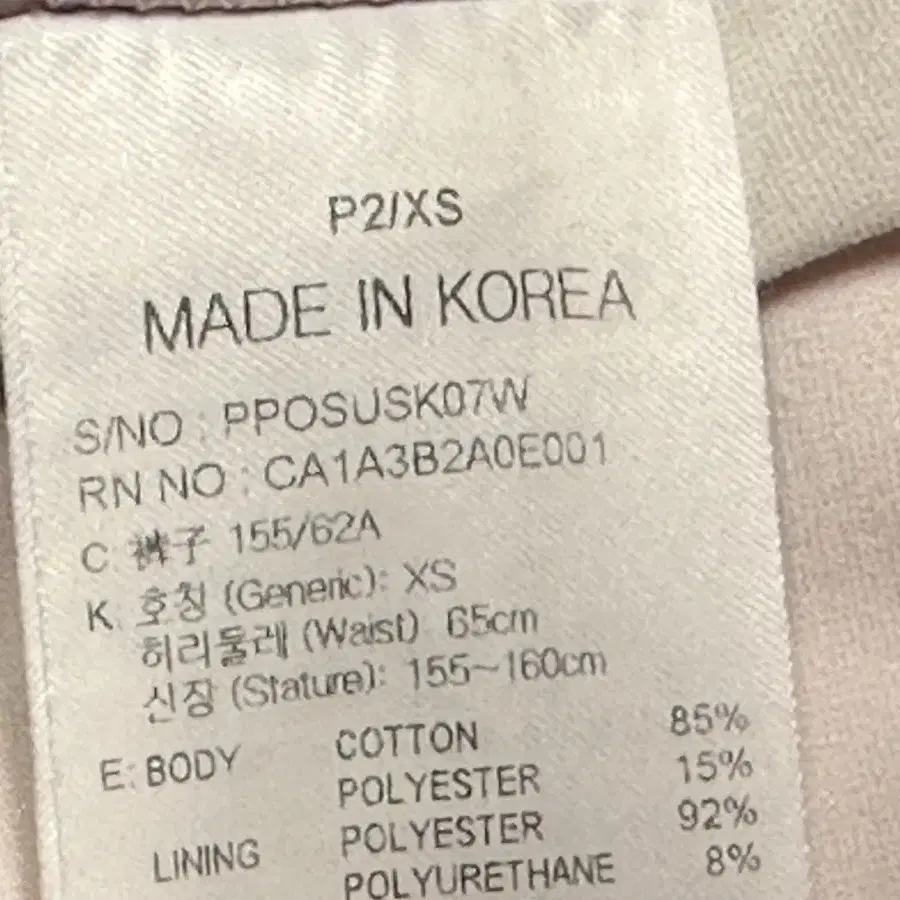 P2/XS
MADE IN KOREA
S/NO : PPOSUSK07W
RN NO : CA1A3B2A0E001
C 裤子 155/62A
K 호칭 (Generic): XS
허리둘레 (Waist) 65cm
신장 (Stature): 155~160cm
E: BODY COTTON 85%
POLYESTER 15%
LINING POLYESTER 92%
POLYURETHANE 8%